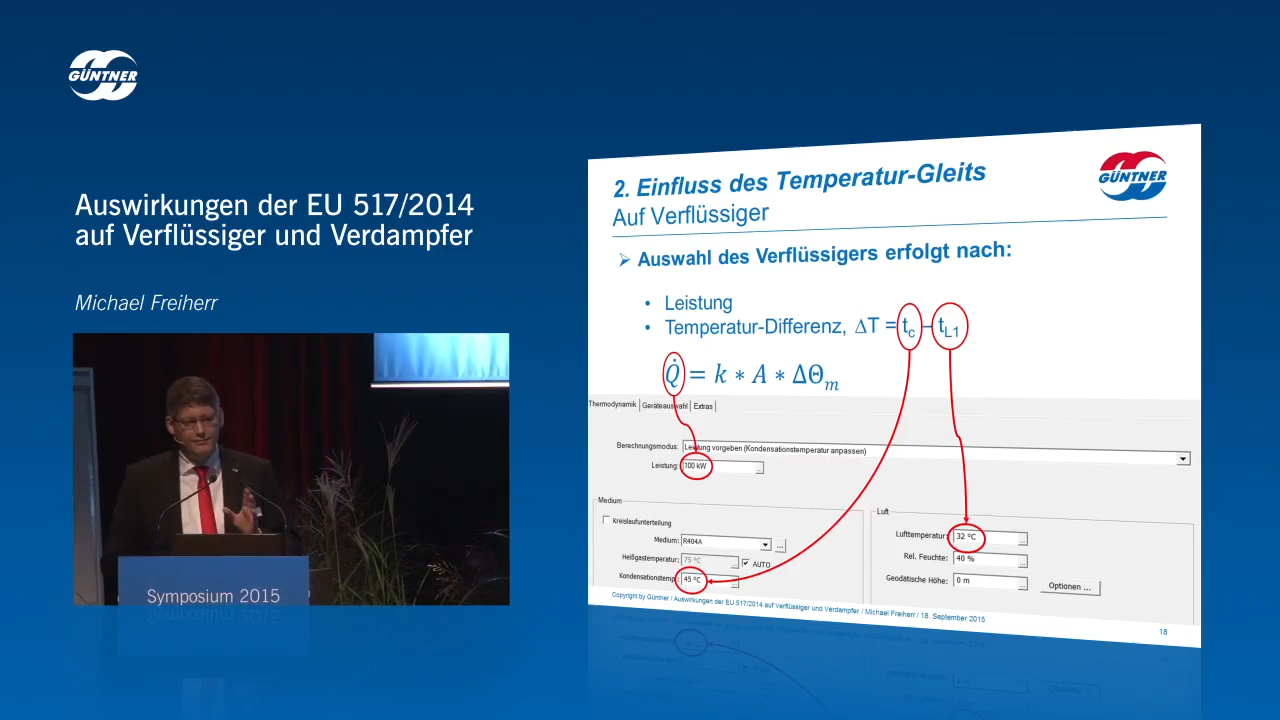 GÜNTNER
Auswirkungen der EU 517/2014
auf Verflüssiger und Verdampfer
Michael Freiherr
Symposium 2015
2. Einfluss des Temperatur-Gleits
Auf Verflüssiger
GÜNTNER
➢ Auswahl des Verflüssigers erfolgt nach:
• Leistung
• Temperatur-Differenz, ΔT = tc – tL1
Q̇ = k ∗ A ∗ ΔΘm
Thermodynamik Geräteauswahl Extras
Berechnungsmodus: Leistung vorgeben (Kondensationstemperatur anpassen)
Leistung: 100 kW ...
Medium
Kreislaufunterteilung
Medium: R404A ...
Heißgastemperatur: 75 °C ... AUTO
Kondensationstemp.: 45 °C ...
Luft
Lufttemperatur: 32 °C ...
Rel. Feuchte: 40 % ...
Geodätische Höhe: 0 m ...
Optionen ...
Copyright by Güntner / Auswirkungen der EU 517/2014 auf Verflüssiger und Verdampfer / Michael Freiherr / 18. September 2015
18